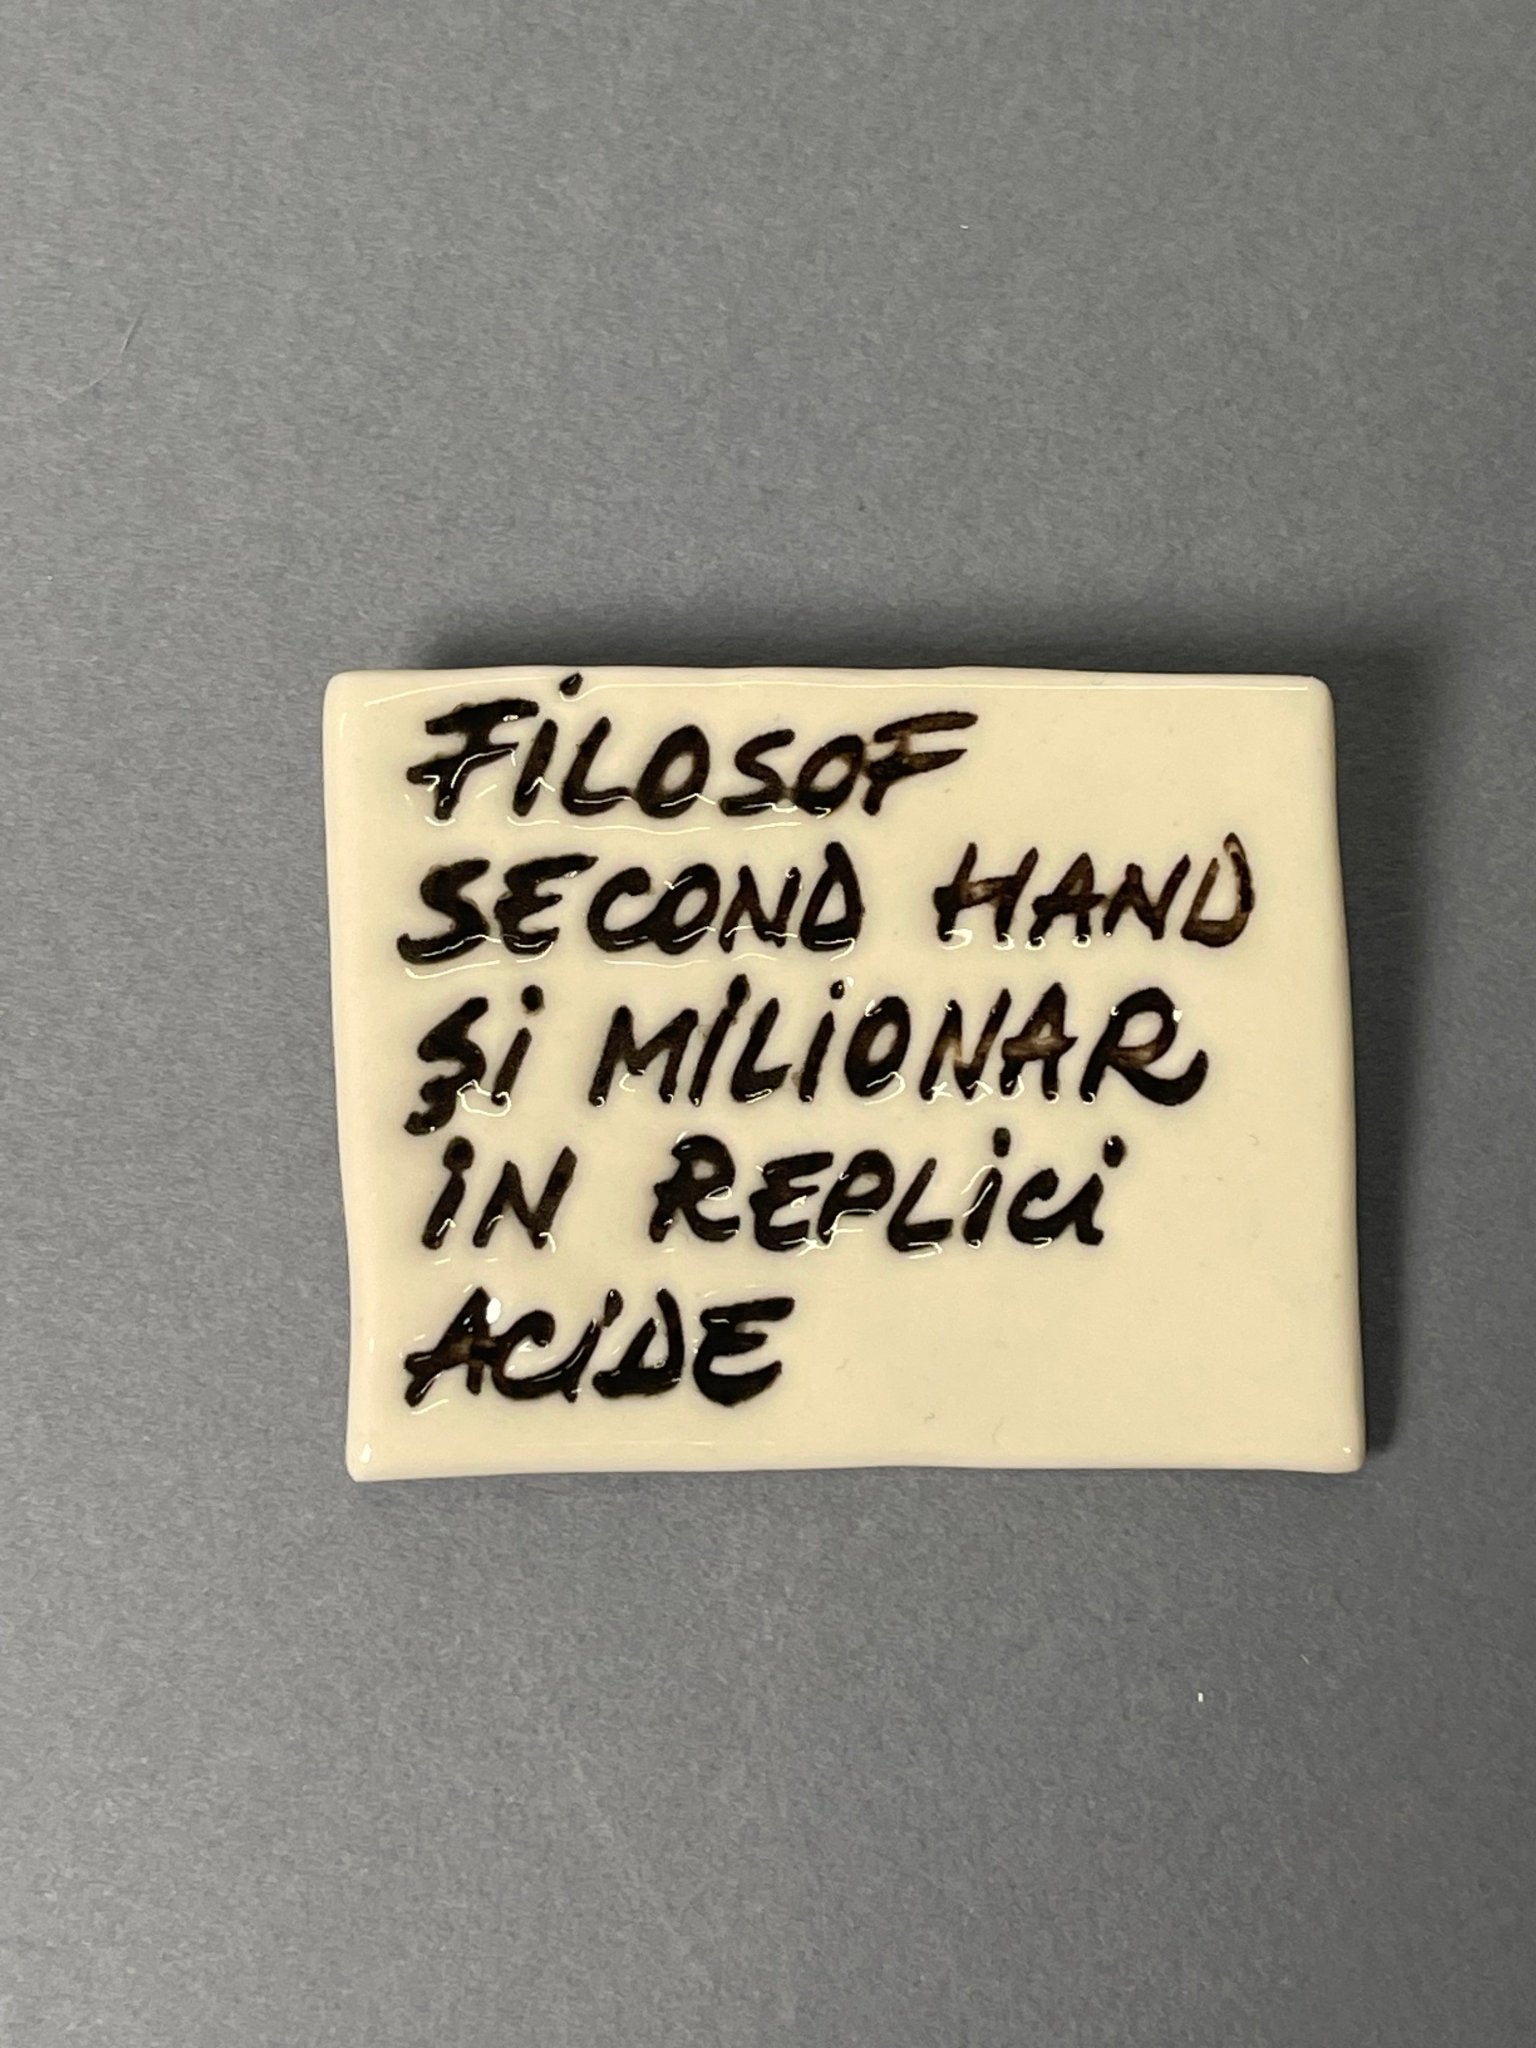 FiLOSOF
SECOND HAND
Şi MiLiONAR
iN REPLiCi
ACiDE